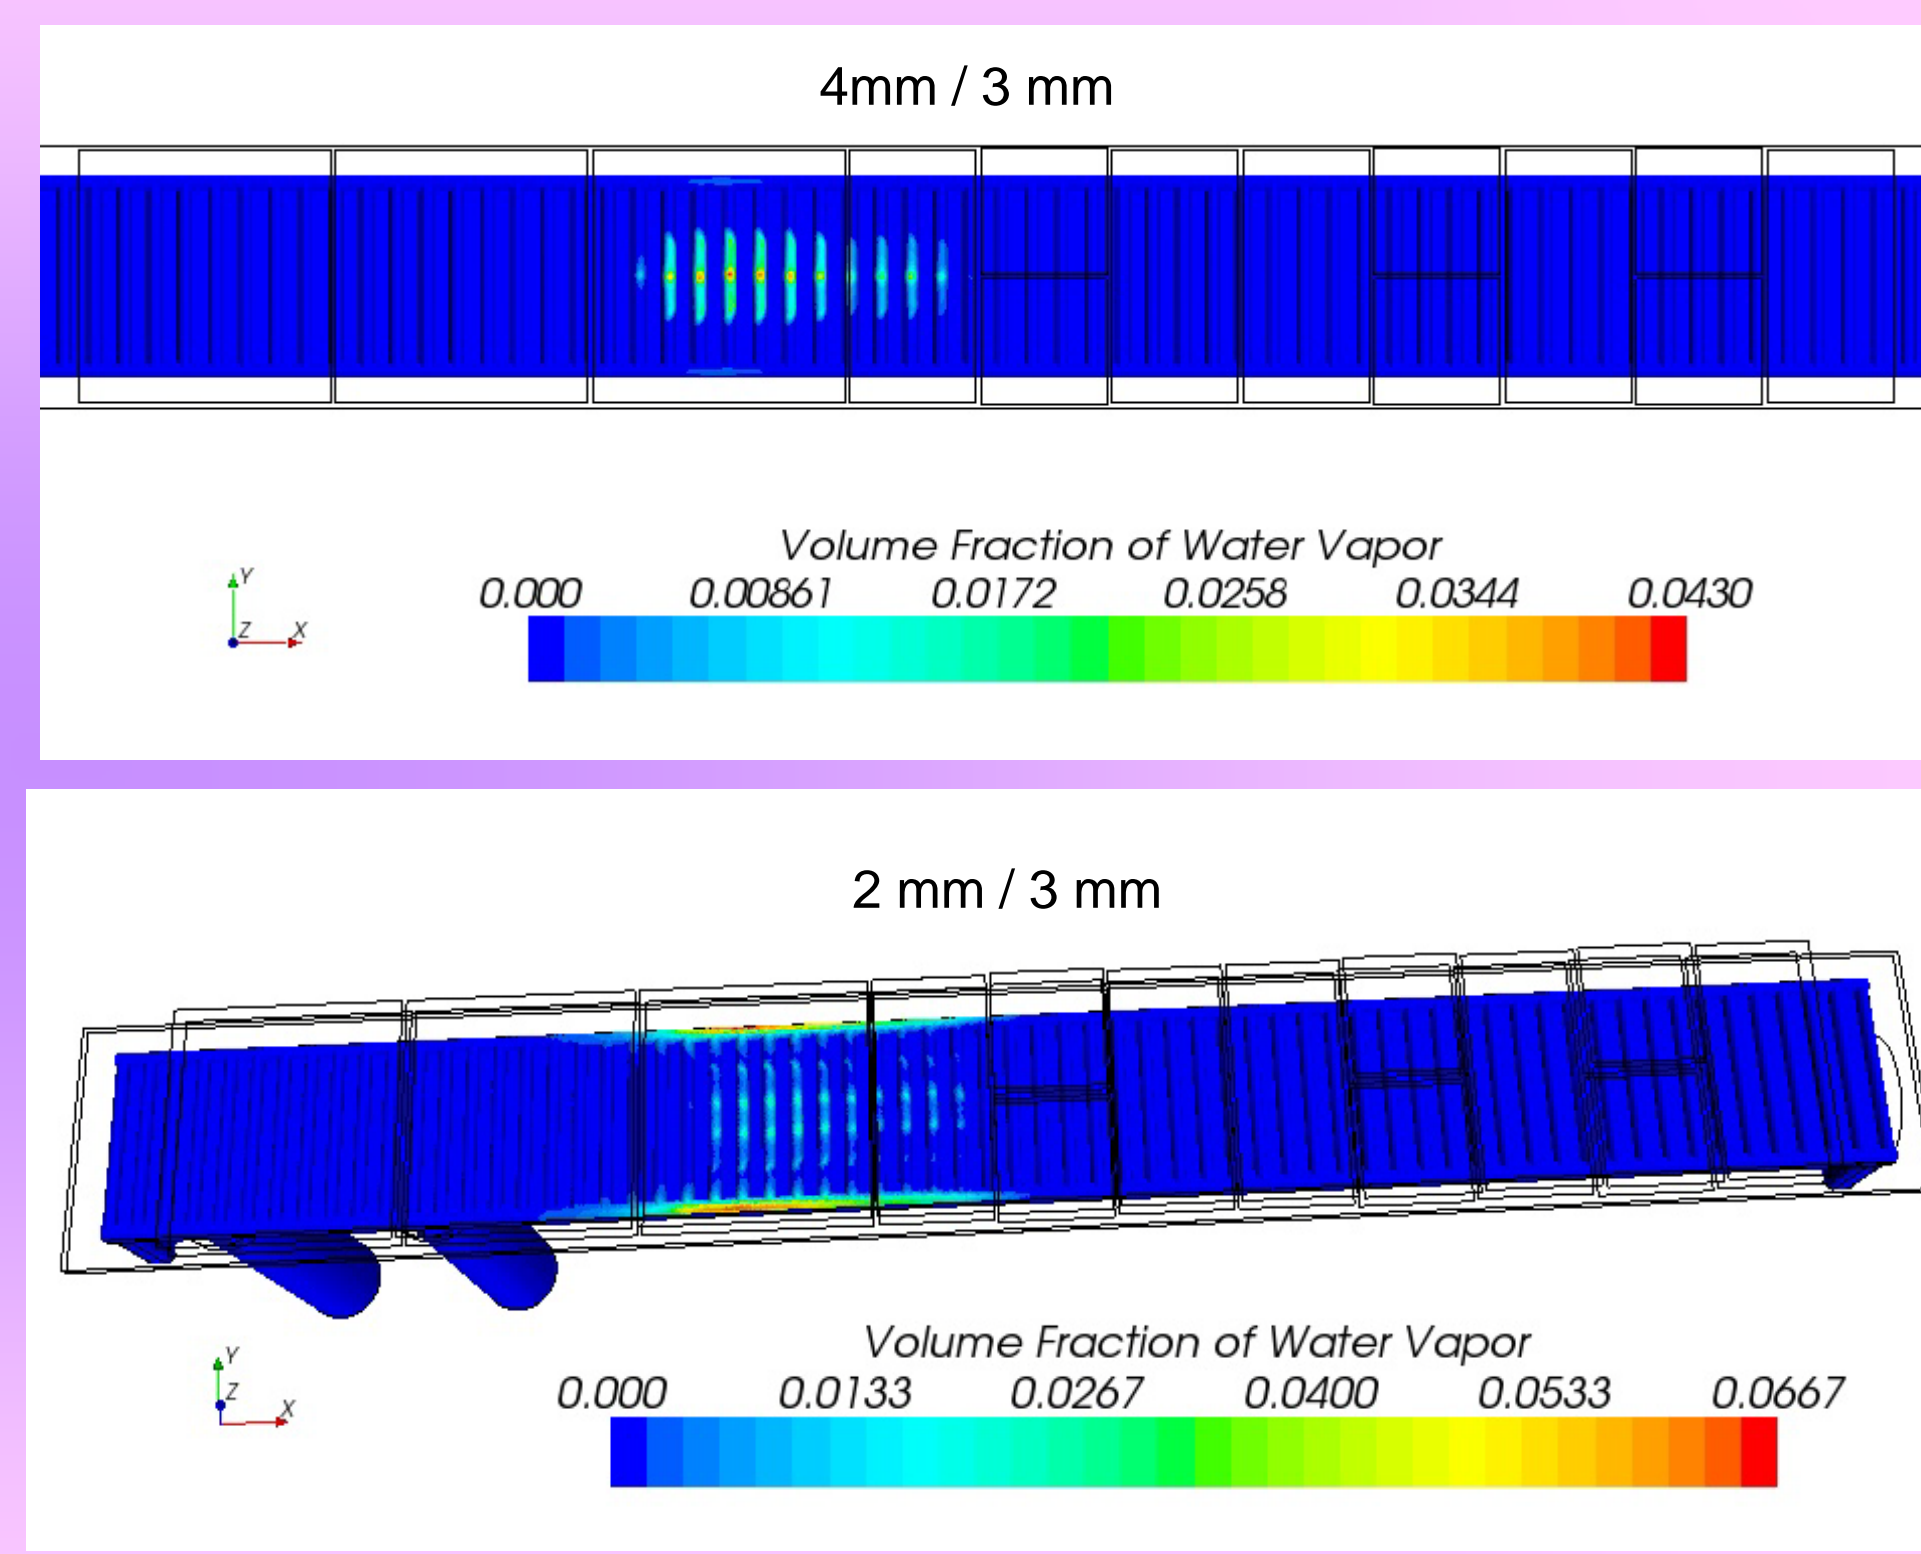 4mm / 3 mm
Volume Fraction of Water Vapor
0.000 0.00861 0.0172 0.0258 0.0344 0.0430
Y
Z X
2 mm / 3 mm
Volume Fraction of Water Vapor
0.000 0.0133 0.0267 0.0400 0.0533 0.0667
Y
Z
X